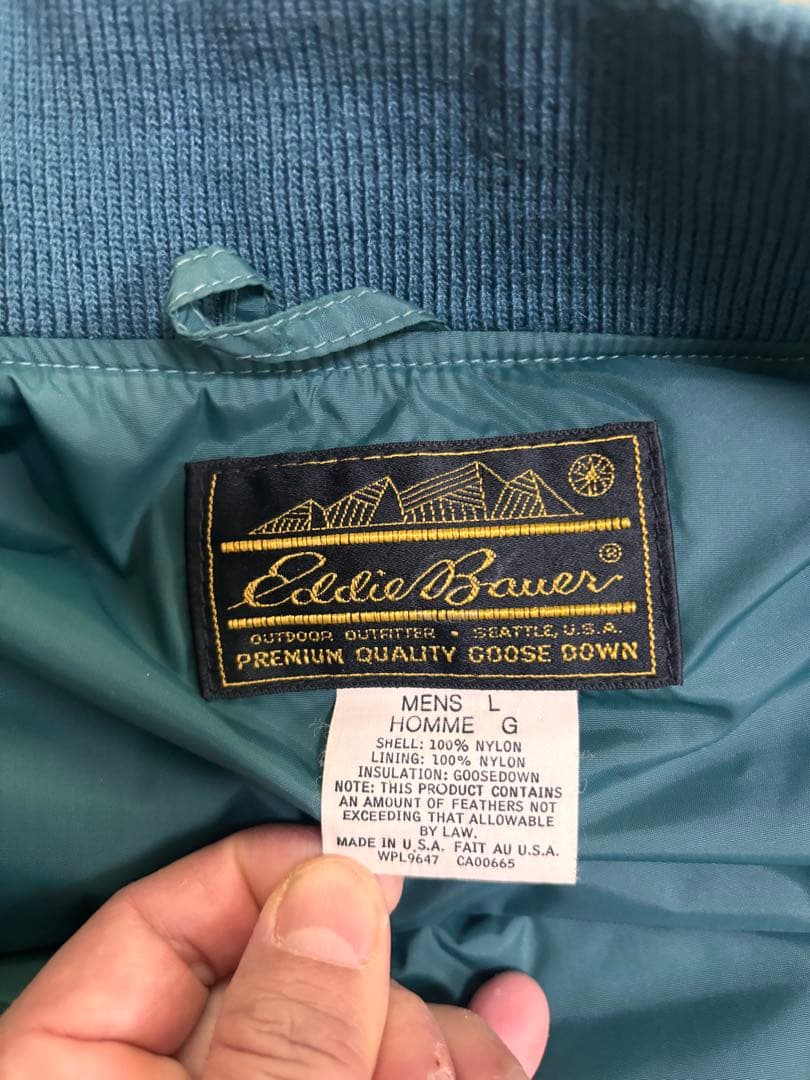 Eddie Bauer®
OUTDOOR OUTFITTER • SEATTLE, U.S.A.
PREMIUM QUALITY GOOSE DOWN
MENS L
HOMME G
SHELL: 100% NYLON
LINING: 100% NYLON
INSULATION: GOOSEDOWN
NOTE: THIS PRODUCT CONTAINS
AN AMOUNT OF FEATHERS NOT
EXCEEDING THAT ALLOWABLE
BY LAW.
MADE IN U.S.A. FAIT AU U.S.A.
WPL9647 CA00665